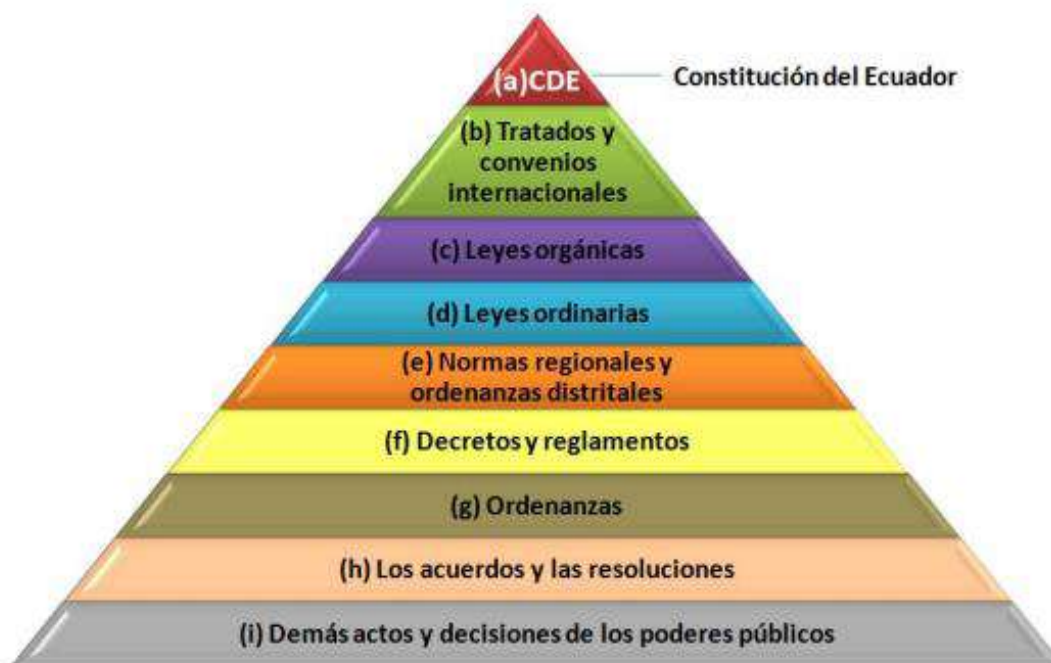 (a)CDE
Constitución del Ecuador
(b) Tratados y
convenios
internacionales
(c) Leyes orgánicas
(d) Leyes ordinarias
(e) Normas regionales y
ordenanzas distritales
(f) Decretos y reglamentos
(g) Ordenanzas
(h) Los acuerdos y las resoluciones
(i) Demás actos y decisiones de los poderes públicos